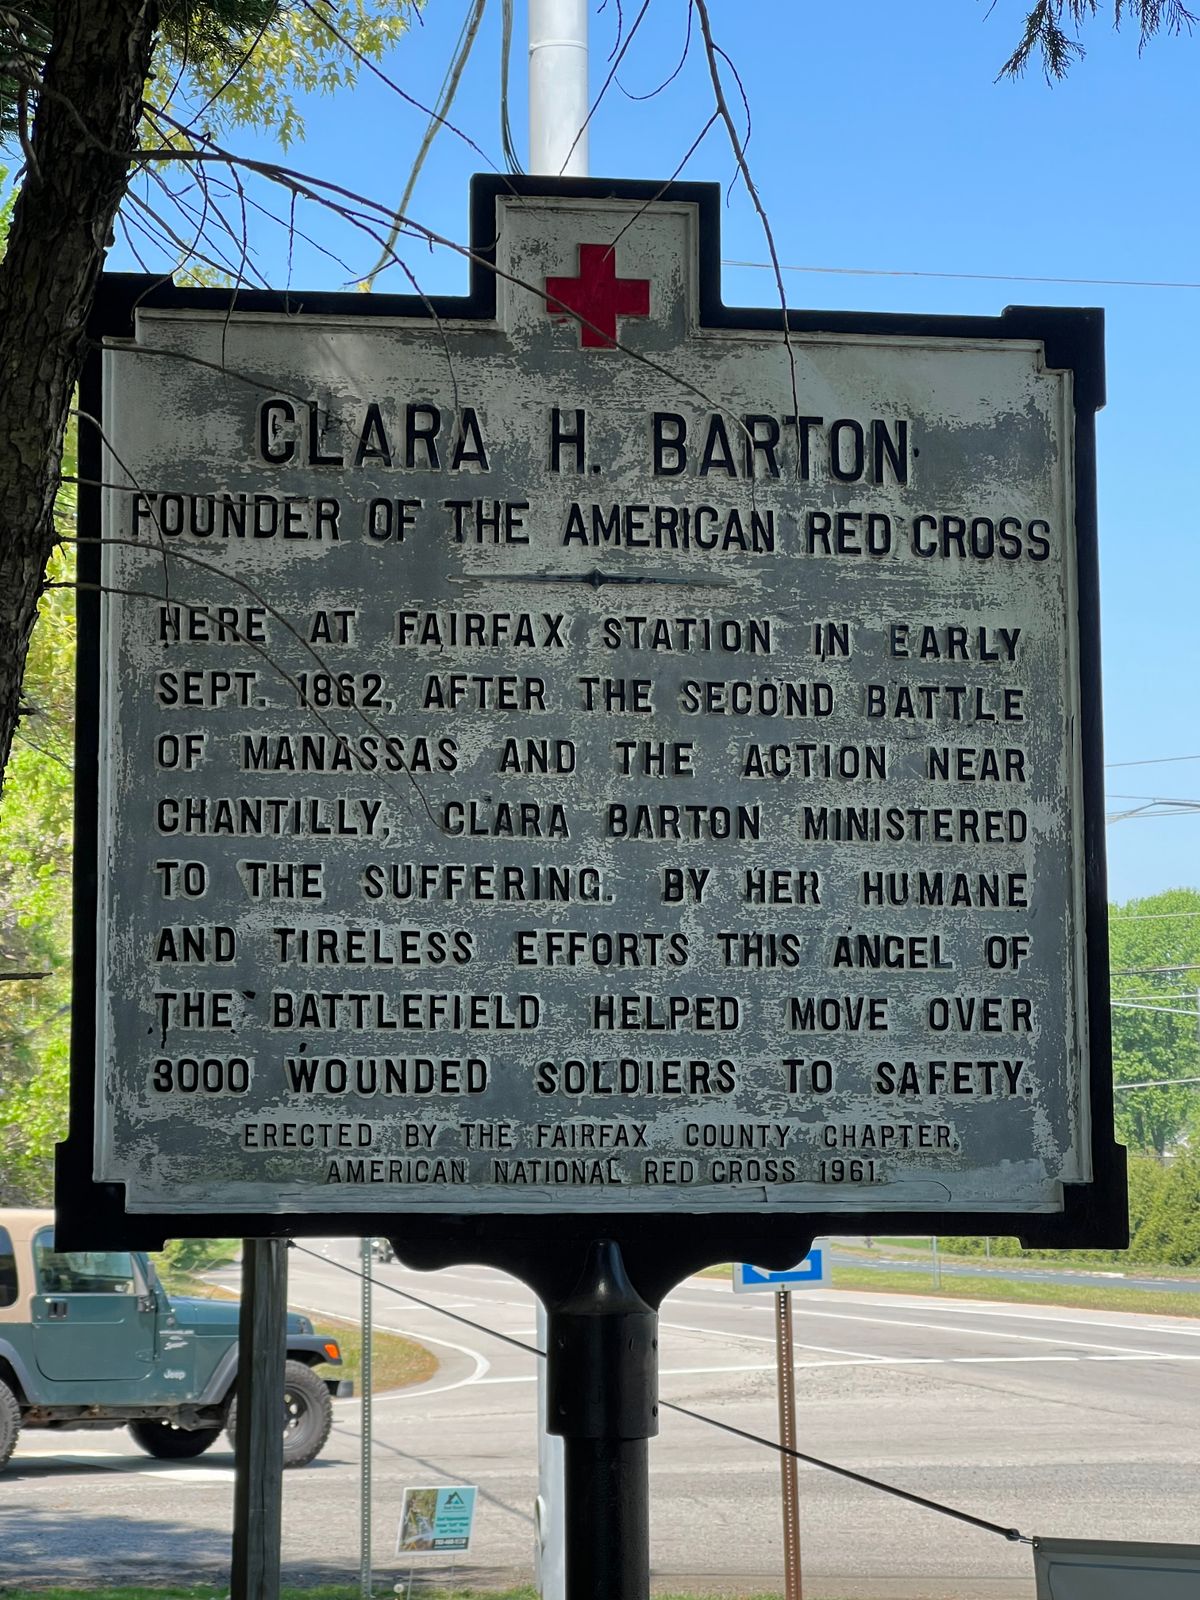 CLARA H. BARTON
FOUNDER OF THE AMERICAN RED CROSS
HERE AT FAIRFAX STATION IN EARLY
SEPT. 1862, AFTER THE SECOND BATTLE
OF MANASSAS AND THE ACTION NEAR
CHANTILLY, CLARA BARTON MINISTERED
TO THE SUFFERING. BY HER HUMANE
AND TIRELESS EFFORTS THIS ANGEL OF
THE BATTLEFIELD HELPED MOVE OVER
3000 WOUNDED SOLDIERS TO SAFETY.
ERECTED BY THE FAIRFAX COUNTY CHAPTER,
AMERICAN NATIONAL RED CROSS 1961.
Jeep